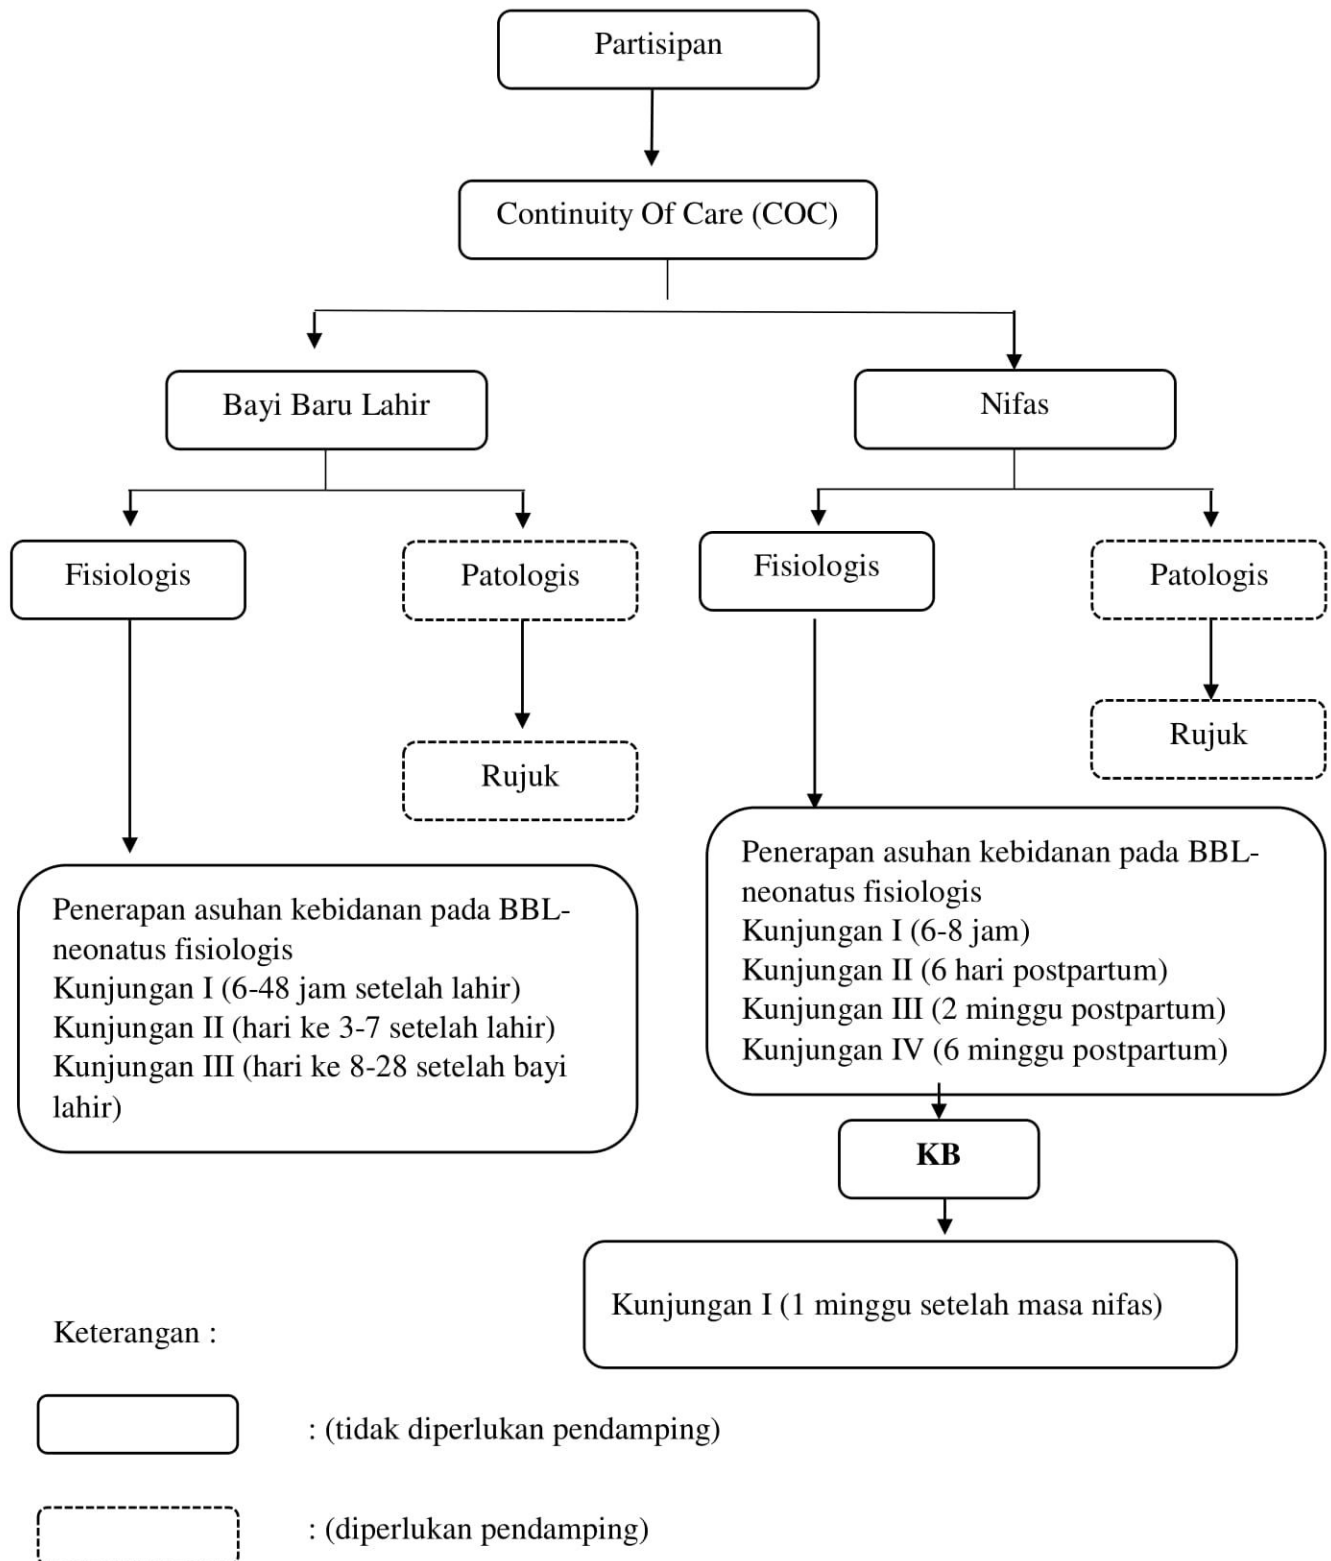 Partisipan
Continuity Of Care (COC)
Bayi Baru Lahir
Nifas
Fisiologis
Patologis
Fisiologis
Patologis
Rujuk
Rujuk
Penerapan asuhan kebidanan pada BBL-
neonatus fisiologis
Kunjungan I (6-48 jam setelah lahir)
Kunjungan II (hari ke 3-7 setelah lahir)
Kunjungan III (hari ke 8-28 setelah bayi
lahir)
Penerapan asuhan kebidanan pada BBL-
neonatus fisiologis
Kunjungan I (6-8 jam)
Kunjungan II (6 hari postpartum)
Kunjungan III (2 minggu postpartum)
Kunjungan IV (6 minggu postpartum)
KB
Kunjungan I (1 minggu setelah masa nifas)
Keterangan :
: (tidak diperlukan pendamping)
: (diperlukan pendamping)